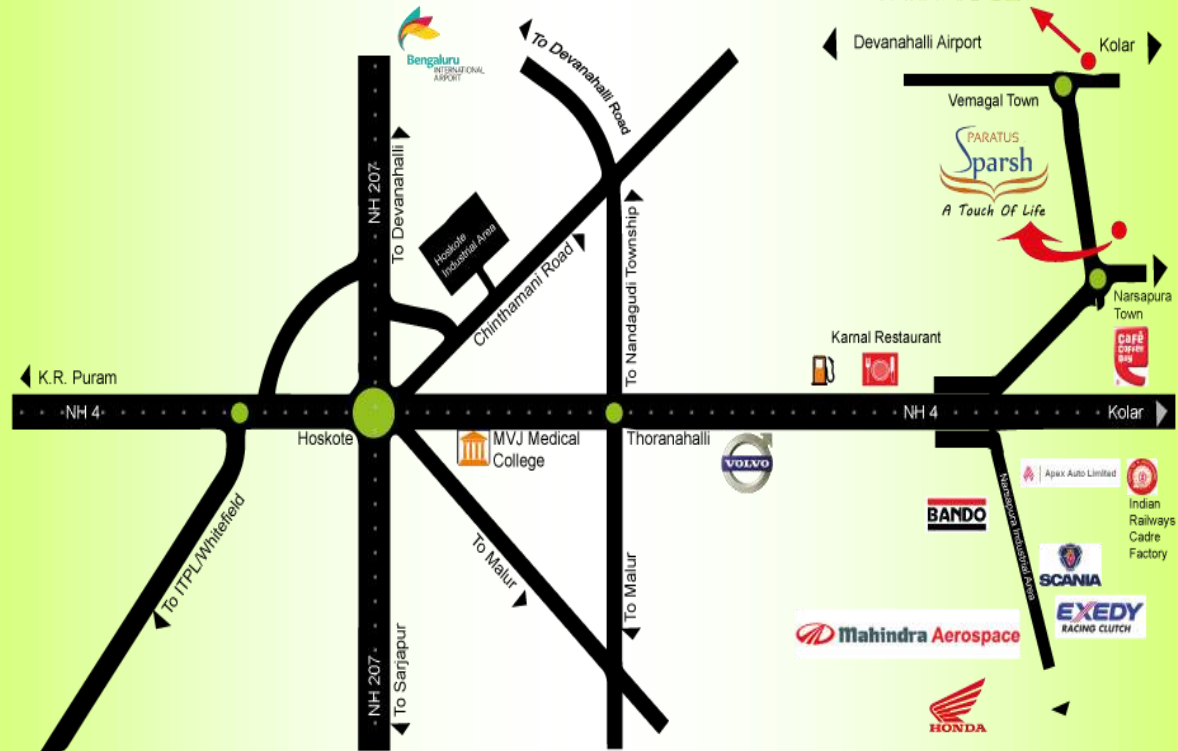 Bengaluru
INTERNATIONAL
AIRPORT
To Devanahalli Road
Devanahalli Airport
Kolar
Vemagal Town
PARATUS
Sparsh
A Touch Of Life
NH 207
To Devanahalli
Hoskote
Industrial Area
Chinthamani Road
To Nandagudi Township
Narsapura
Town
Café
Coffee
Day
Karnal Restaurant
K.R. Puram
NH 4
NH 4
Kolar
Hoskote
MVJ Medical
College
Thoranahalli
VOLVO
Apex Auto Limited
Indian
Railways
Cadre
Factory
BANDO
Narsapura Industrial Area
SCANIA
EXEDY
RACING CLUTCH
Mahindra Aerospace
HONDA
To ITPL/Whitefield
To Malur
To Malur
NH 207
To Sarjapur